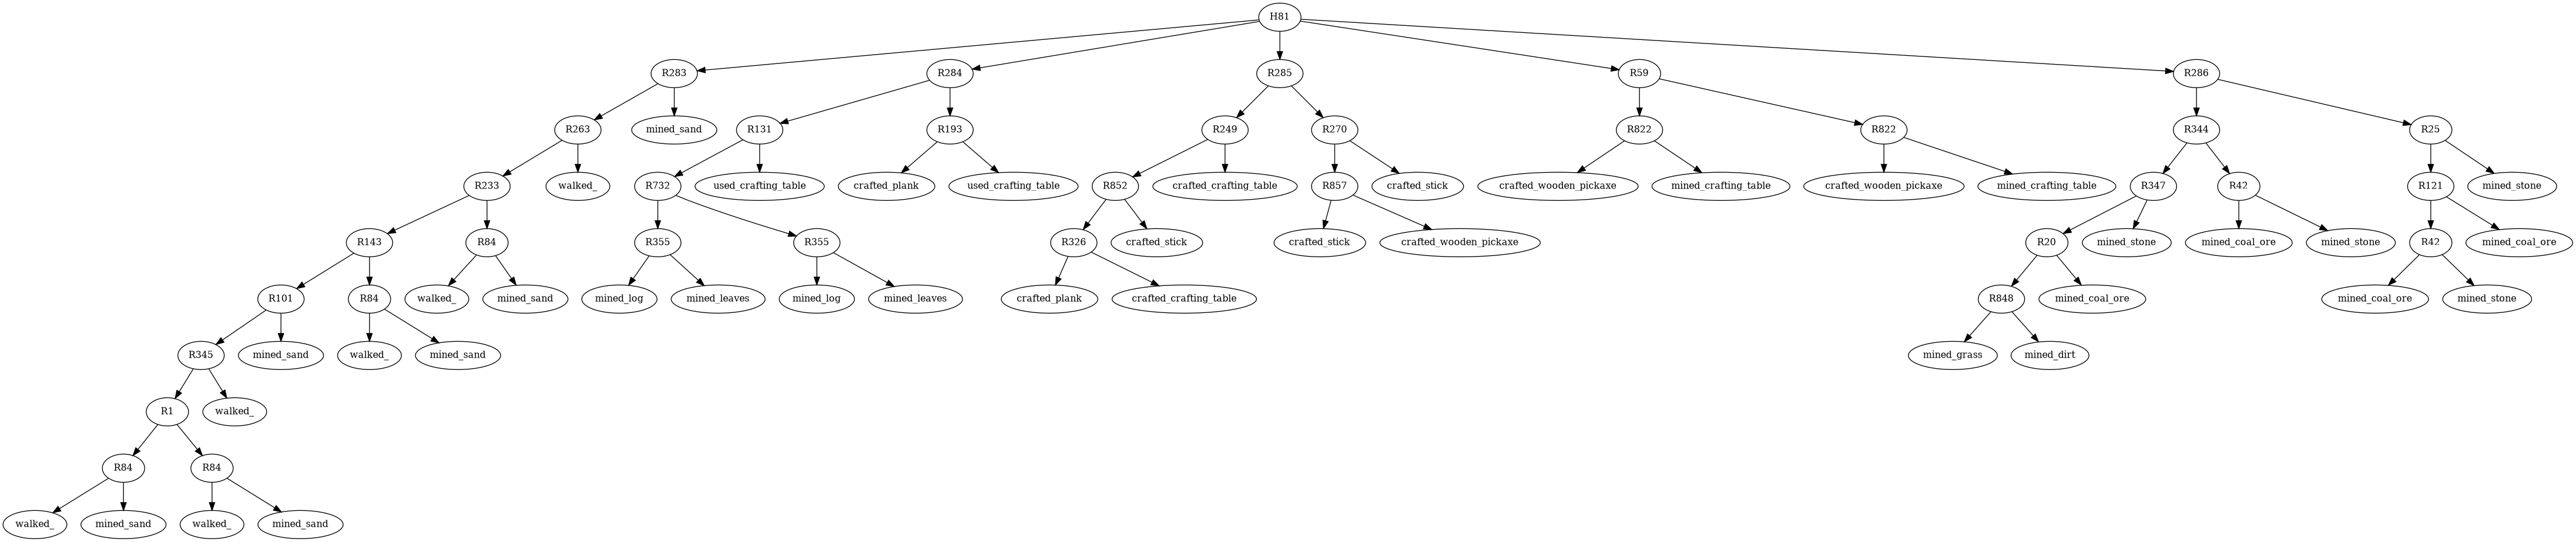 H81
R283
R284
R285
R59
R286
R263
mined_sand
R131
R193
R249
R270
R822
R822
R344
R25
R233
walked_
R732
used_crafting_table
crafted_plank
used_crafting_table
R852
crafted_crafting_table
R857
crafted_stick
crafted_wooden_pickaxe
mined_crafting_table
crafted_wooden_pickaxe
mined_crafting_table
R347
R42
R121
mined_stone
R143
R84
R355
R355
R326
crafted_stick
crafted_stick
crafted_wooden_pickaxe
R20
mined_stone
mined_coal_ore
mined_stone
R42
mined_coal_ore
R101
R84
walked_
mined_sand
mined_log
mined_leaves
mined_log
mined_leaves
crafted_plank
crafted_crafting_table
R848
mined_coal_ore
mined_coal_ore
mined_stone
R345
mined_sand
walked_
mined_sand
mined_grass
mined_dirt
R1
walked_
R84
R84
walked_
mined_sand
walked_
mined_sand